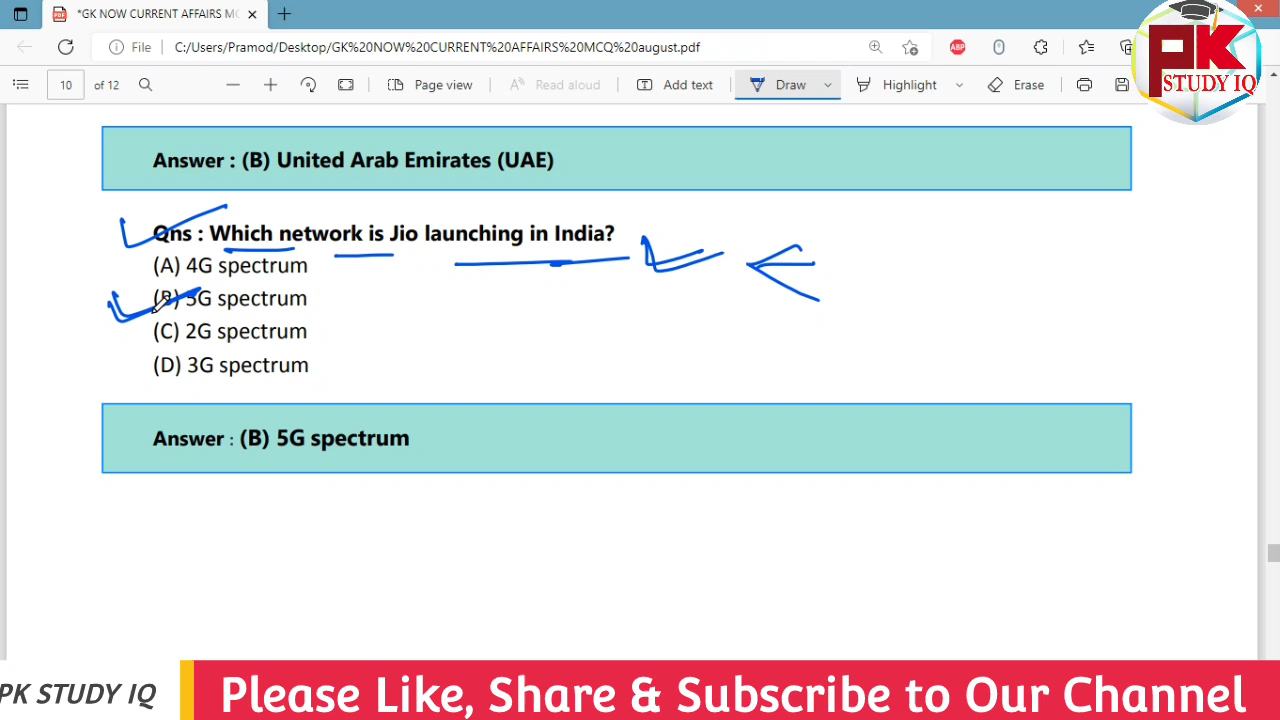 *GK NOW CURRENT AFFAIRS MC
File
C:/Users/Pramod/Desktop/GK%20NOW%20CURRENT%20AFFAIRS%20MCQ%20august.pdf
ABP
PK
STUDY IQ
10 of 12
Page view
Read aloud
Add text
Draw
Highlight
Erase
Answer : (B) United Arab Emirates (UAE)
Qns : Which network is Jio launching in India?
(A) 4G spectrum
(B) 5G spectrum
(C) 2G spectrum
(D) 3G spectrum
Answer : (B) 5G spectrum
PK STUDY IQ
Please Like, Share & Subscribe to Our Channel